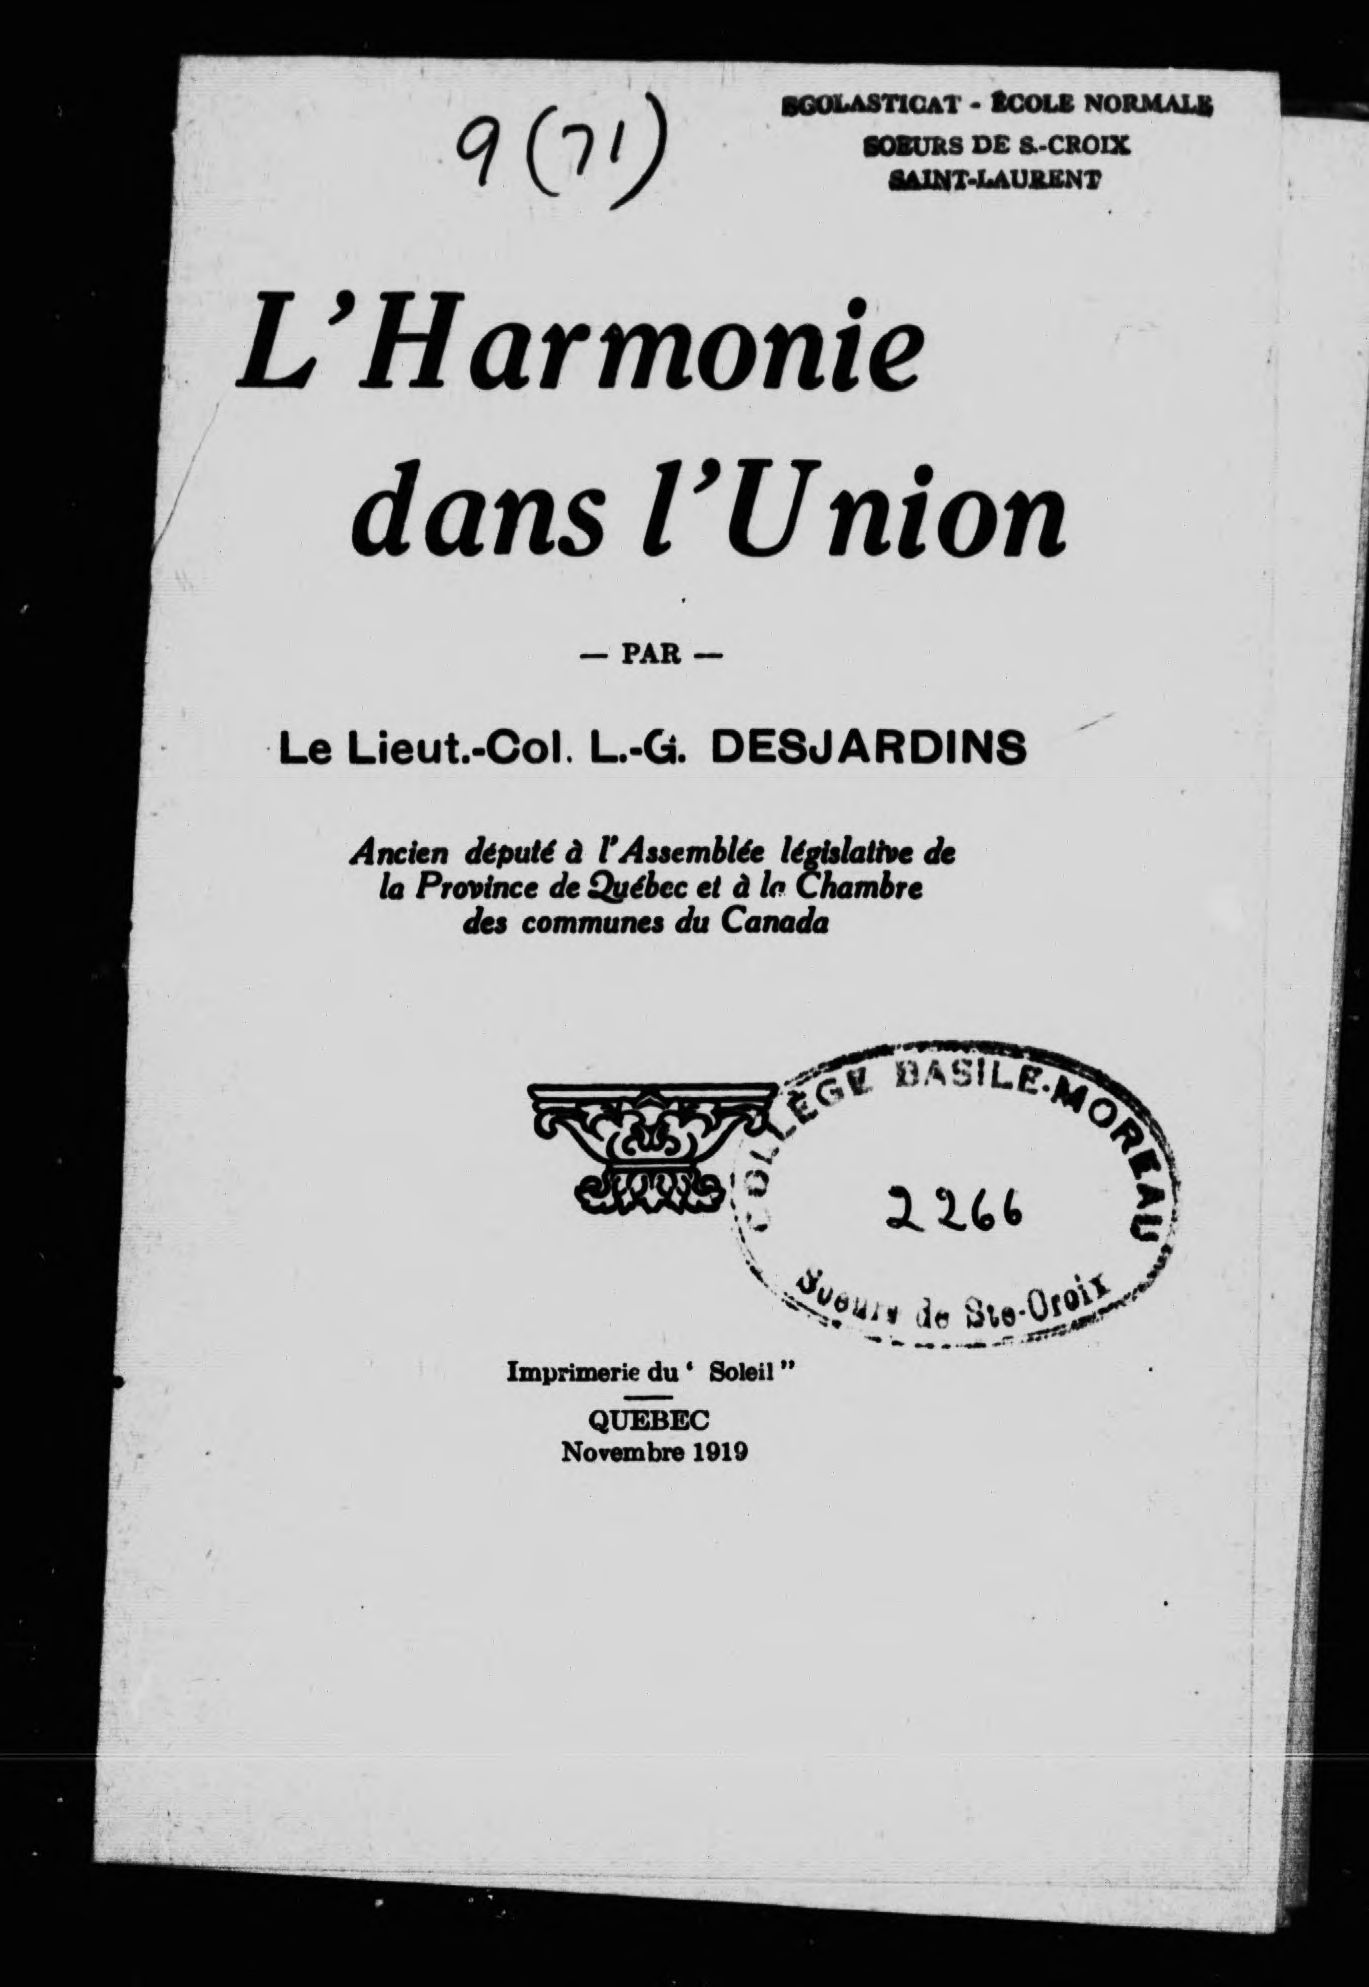 9 (71)
SCOLASTICAT - ÉCOLE NORMALE
SOEURS DE S.-CROIX
SAINT-LAURENT
L'Harmonie
dans l'Union
— PAR —
Le Lieut.-Col. L.-G. DESJARDINS
Ancien député à l'Assemblée législative de
la Province de Québec et à la Chambre
des communes du Canada
COLLÈGE BASILE-MOREAU
2266
Soeurs de Ste-Croix
Imprimerie du ‘ Soleil ”
QUEBEC
Novembre 1919